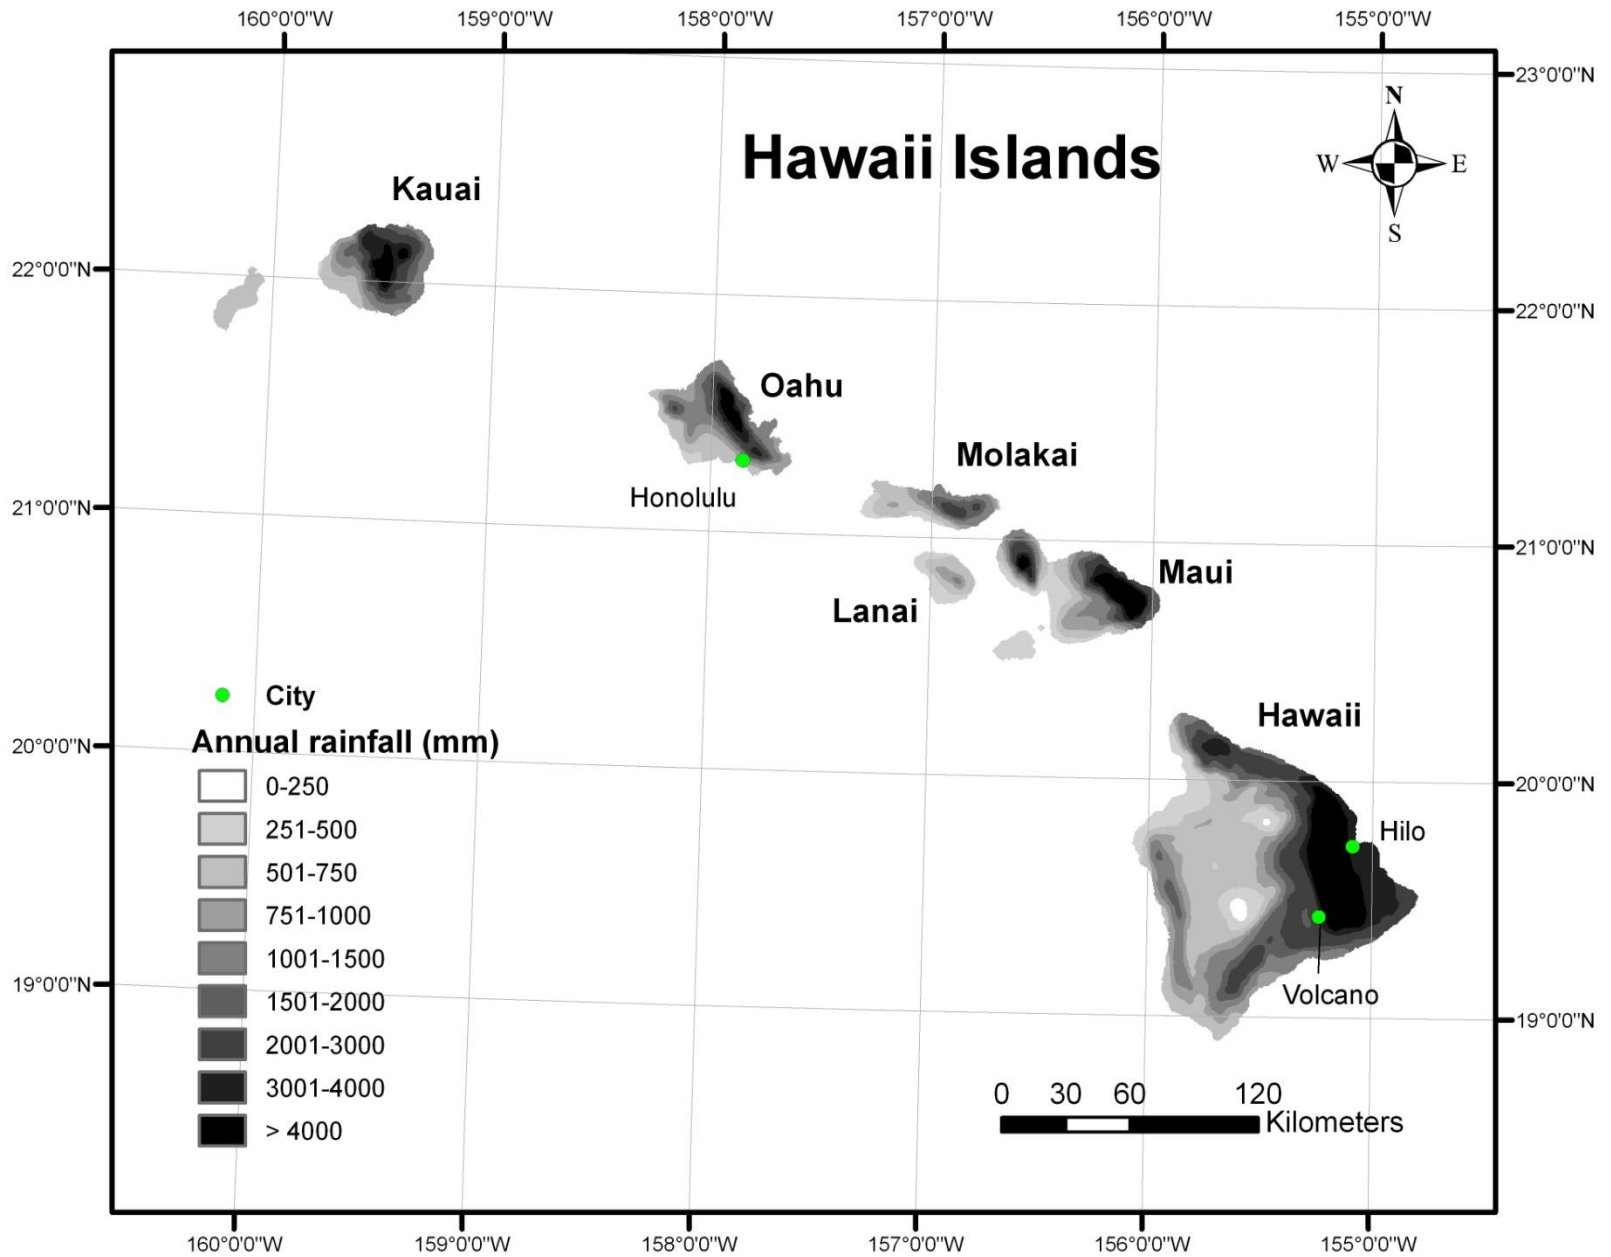 160°0'0"W 159°0'0"W 158°0'0"W 157°0'0"W 156°0'0"W 155°0'0"W
23°0'0"N
N
Hawaii Islands
W E
Kauai
S
22°0'0"N
22°0'0"N
Oahu
Molakai
Honolulu
21°0'0"N
21°0'0"N
Maui
Lanai
City
Hawaii
Annual rainfall (mm)
20°0'0"N
20°0'0"N
0-250
251-500
Hilo
501-750
751-1000
1001-1500
19°0'0"N
Volcano
1501-2000
19°0'0"N
2001-3000
3001-4000
0 30 60 120
Kilometers
> 4000
160°0'0"W 159°0'0"W 158°0'0"W 157°0'0"W 156°0'0"W 155°0'0"W